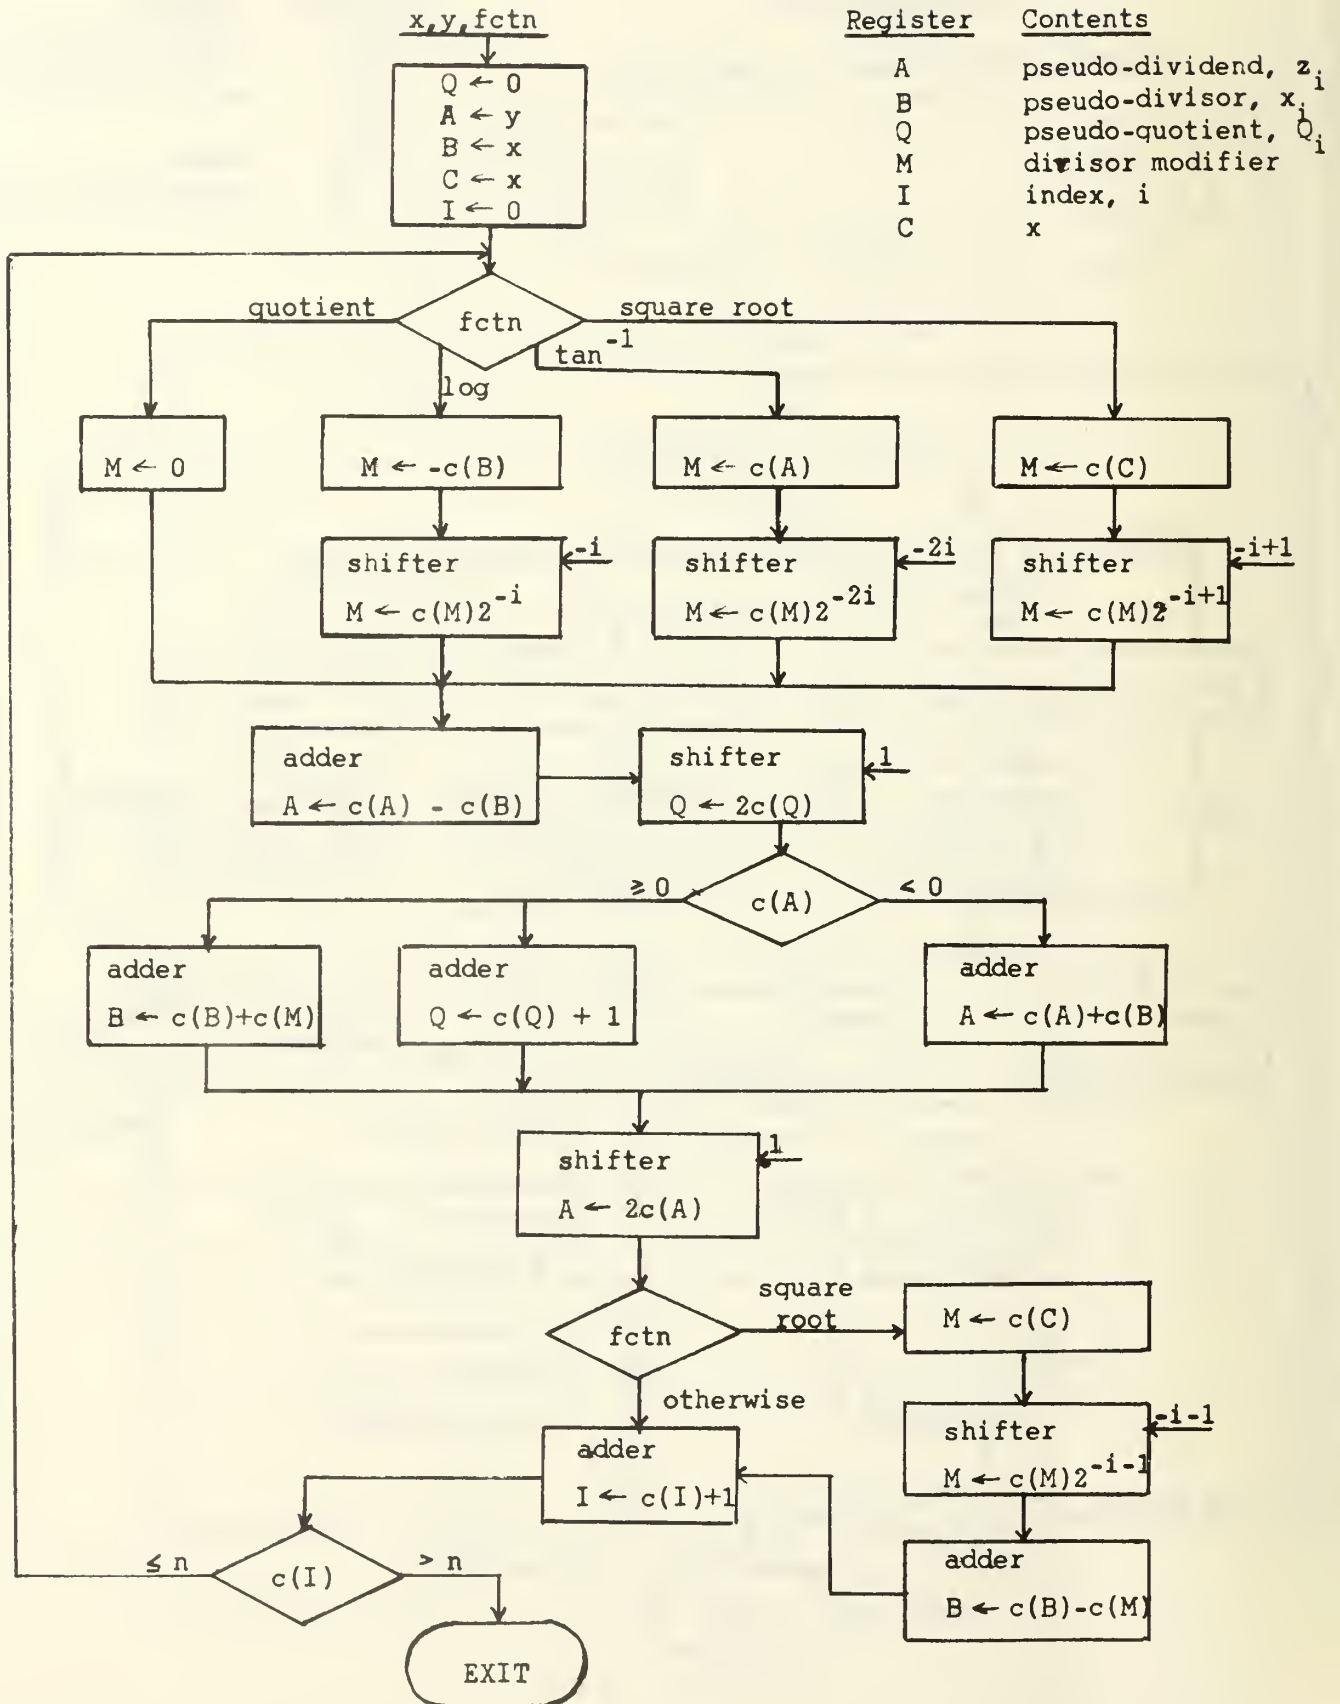 x,y,fctn
Q ← 0
A ← y
B ← x
C ← x
I ← 0
Register Contents
A pseudo-dividend, z_i
B pseudo-divisor, x_i
Q pseudo-quotient, Q_i
M divisor modifier
I index, i
C x
fctn
quotient
log
tan^-1
square root
M ← 0
M ← -c(B)
M ← c(A)
M ← c(C)
-i
shifter
M ← c(M)2^-i
-2i
shifter
M ← c(M)2^-2i
-i+1
shifter
M ← c(M)2^-i+1
adder
A ← c(A) - c(B)
1
shifter
Q ← 2c(Q)
c(A)
≥ 0
< 0
adder
B ← c(B)+c(M)
adder
Q ← c(Q) + 1
adder
A ← c(A)+c(B)
1
shifter
A ← 2c(A)
fctn
square
root
M ← c(C)
otherwise
-i-1
shifter
M ← c(M)2^-i-1
adder
I ← c(I)+1
adder
B ← c(B)-c(M)
c(I)
≤ n
> n
EXIT